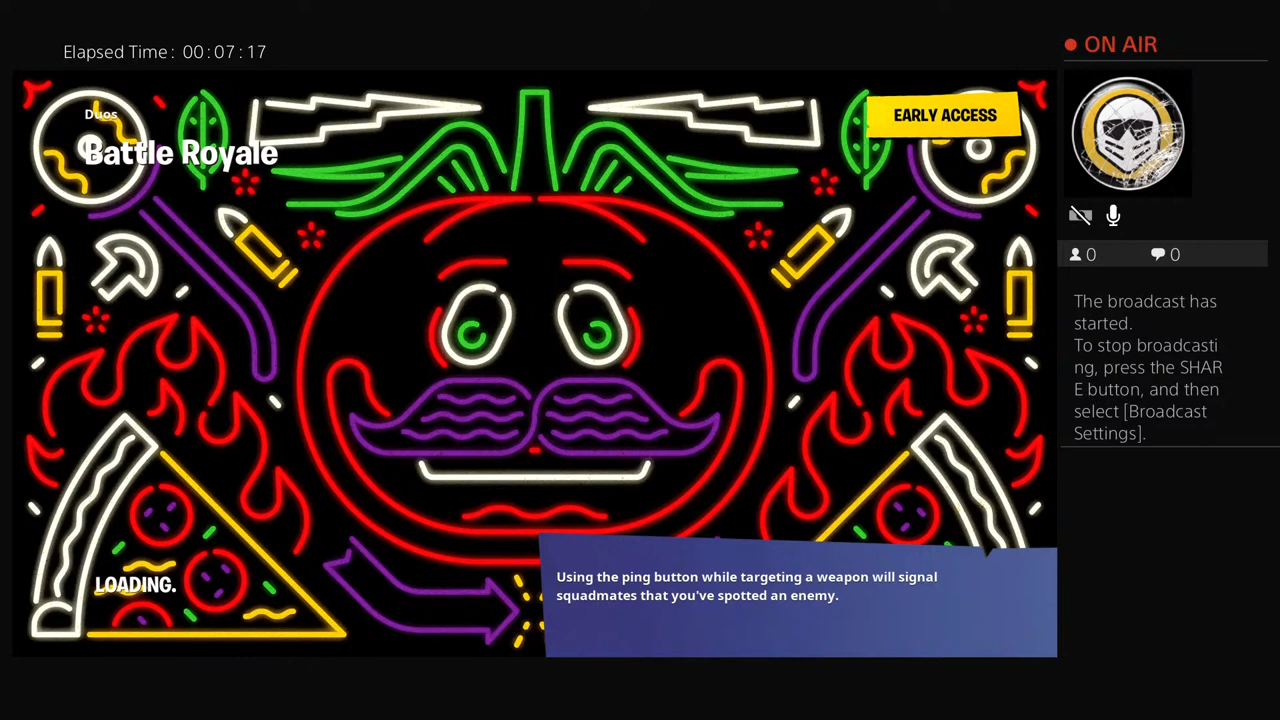 Elapsed Time: 00:07:17
ON AIR
Duos
Battle Royale
EARLY ACCESS
0
0
The broadcast has
started.
To stop broadcasti
ng, press the SHAR
E button, and then
select [Broadcast
Settings].
LOADING.
Using the ping button while targeting a weapon will signal
squadmates that you've spotted an enemy.